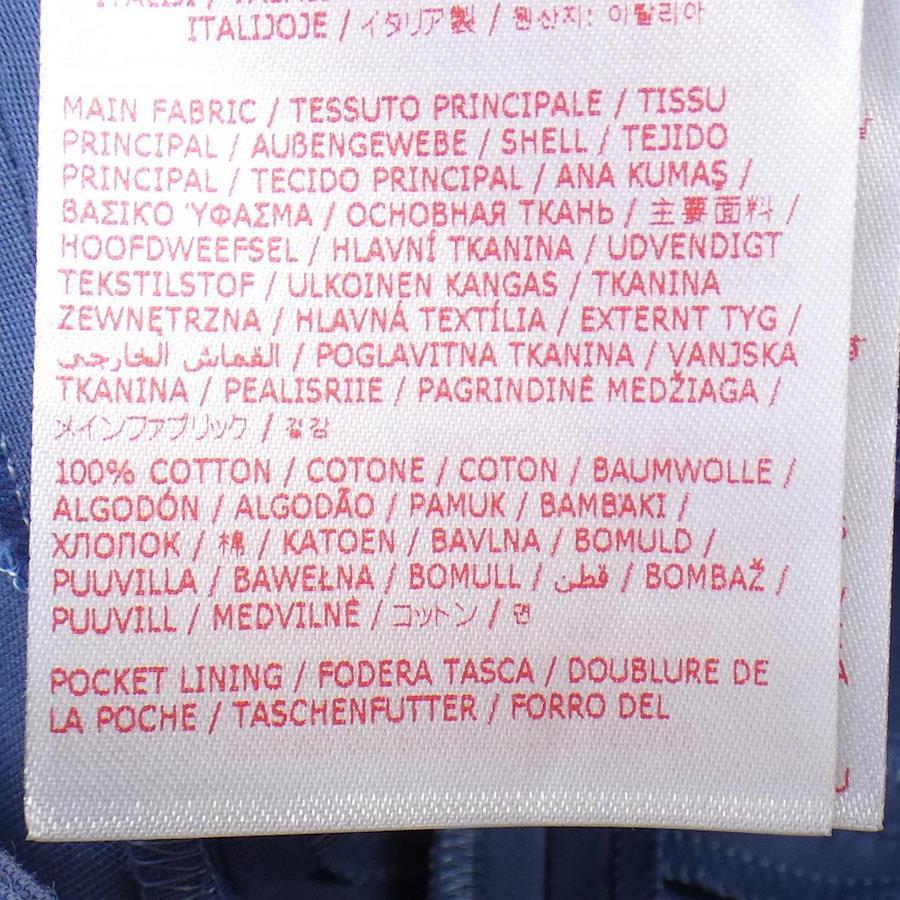 ITALIJOJE / イタリア製 / 원산지: 이탈리아
MAIN FABRIC / TESSUTO PRINCIPALE / TISSU
PRINCIPAL / AUßENGEWEBE / SHELL / TEJIDO
PRINCIPAL / TECIDO PRINCIPAL / ANA KUMAŞ /
ΒΑΣΙΚΟ ΎΦΑΣΜΑ / ОСНОВНАЯ ТКАНЬ / 主要面料 /
HOOFDWEEFSEL / HLAVNÍ TKANINA / UDVENDIGT
TEKSTILSTOF / ULKOINEN KANGAS / TKANINA
ZEWNĘTRZNA / HLAVNÁ TEXTÍLIA / EXTERNT TYG /
القماش الخارجي / POGLAVITNA TKANINA / VANJSKA
TKANINA / PEALISRIIE / PAGRINDINĖ MEDŽIAGA /
メインファブリック / 겉감
100% COTTON / COTONE / COTON / BAUMWOLLE /
ALGODÓN / ALGODÃO / PAMUK / ΒΑΜΒΆΚΙ /
ХЛОПОК / 棉 / KATOEN / BAVLNA / BOMULD /
PUUVILLA / BAWEŁNA / BOMULL / قطن / BOMBAŽ /
PUUVILL / MEDVILNĖ / コットン / 면
POCKET LINING / FODERA TASCA / DOUBLURE DE
LA POCHE / TASCHENFUTTER / FORRO DEL